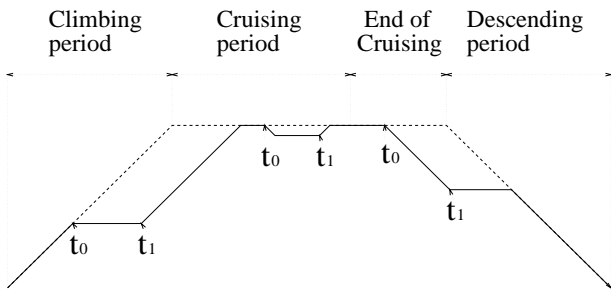 Climbing period
Cruising period
End of Cruising
Descending period
t0
t1
t0
t1
t0
t1